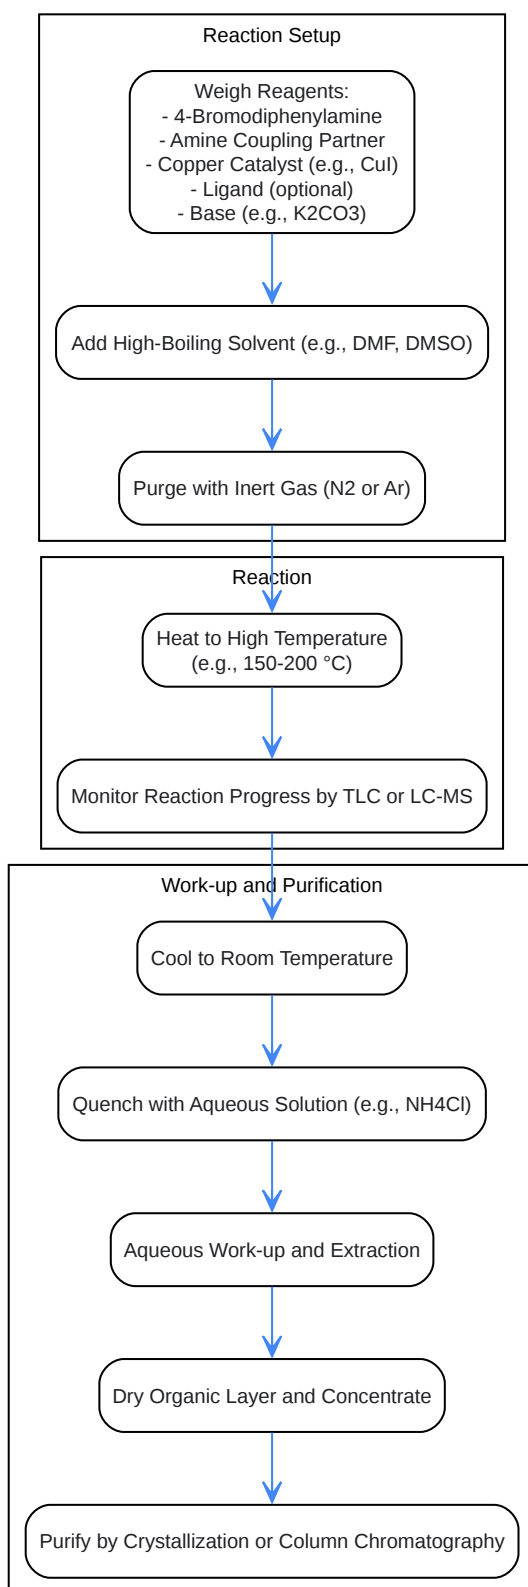 Reaction Setup
Weigh Reagents:
- 4-Bromodiphenylamine
- Amine Coupling Partner
- Copper Catalyst (e.g., CuI)
- Ligand (optional)
- Base (e.g., K2CO3)
Add High-Boiling Solvent (e.g., DMF, DMSO)
Purge with Inert Gas (N2 or Ar)
Reaction
Heat to High Temperature
(e.g., 150-200 °C)
Monitor Reaction Progress by TLC or LC-MS
Work-up and Purification
Cool to Room Temperature
Quench with Aqueous Solution (e.g., NH4Cl)
Aqueous Work-up and Extraction
Dry Organic Layer and Concentrate
Purify by Crystallization or Column Chromatography